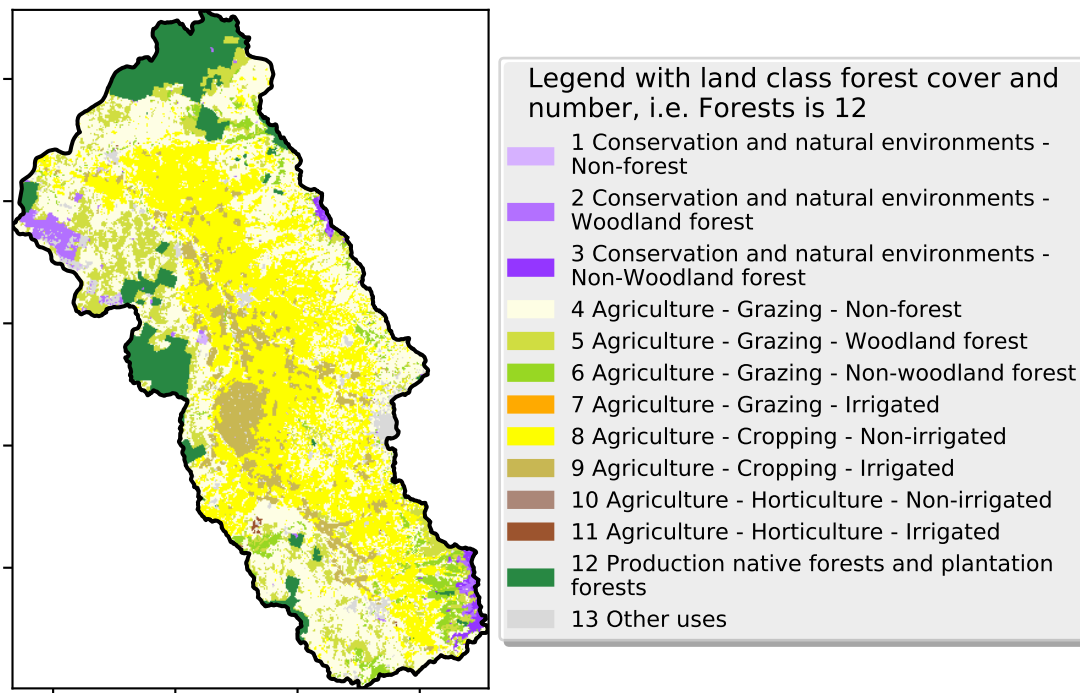 Legend with land class forest cover and
number, i.e. Forests is 12
1 Conservation and natural environments -
Non-forest
2 Conservation and natural environments -
Woodland forest
3 Conservation and natural environments -
Non-Woodland forest
4 Agriculture - Grazing - Non-forest
5 Agriculture - Grazing - Woodland forest
6 Agriculture - Grazing - Non-woodland forest
7 Agriculture - Grazing - Irrigated
8 Agriculture - Cropping - Non-irrigated
9 Agriculture - Cropping - Irrigated
10 Agriculture - Horticulture - Non-irrigated
11 Agriculture - Horticulture - Irrigated
12 Production native forests and plantation
forests
13 Other uses